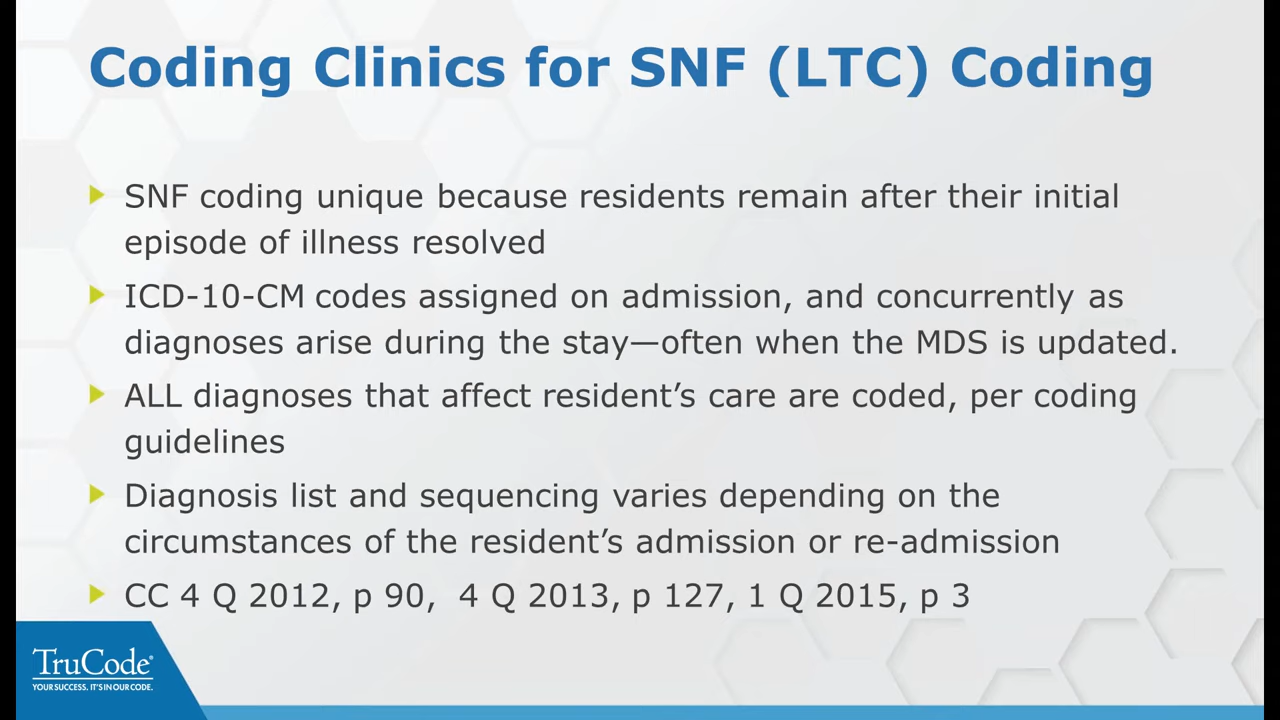 Coding Clinics for SNF (LTC) Coding
SNF coding unique because residents remain after their initial
episode of illness resolved
ICD-10-CM codes assigned on admission, and concurrently as
diagnoses arise during the stay—often when the MDS is updated.
ALL diagnoses that affect resident’s care are coded, per coding
guidelines
Diagnosis list and sequencing varies depending on the
circumstances of the resident’s admission or re-admission
CC 4 Q 2012, p 90,  4 Q 2013, p 127, 1 Q 2015, p 3
TruCode®
YOUR SUCCESS. IT'S IN OUR CODE.